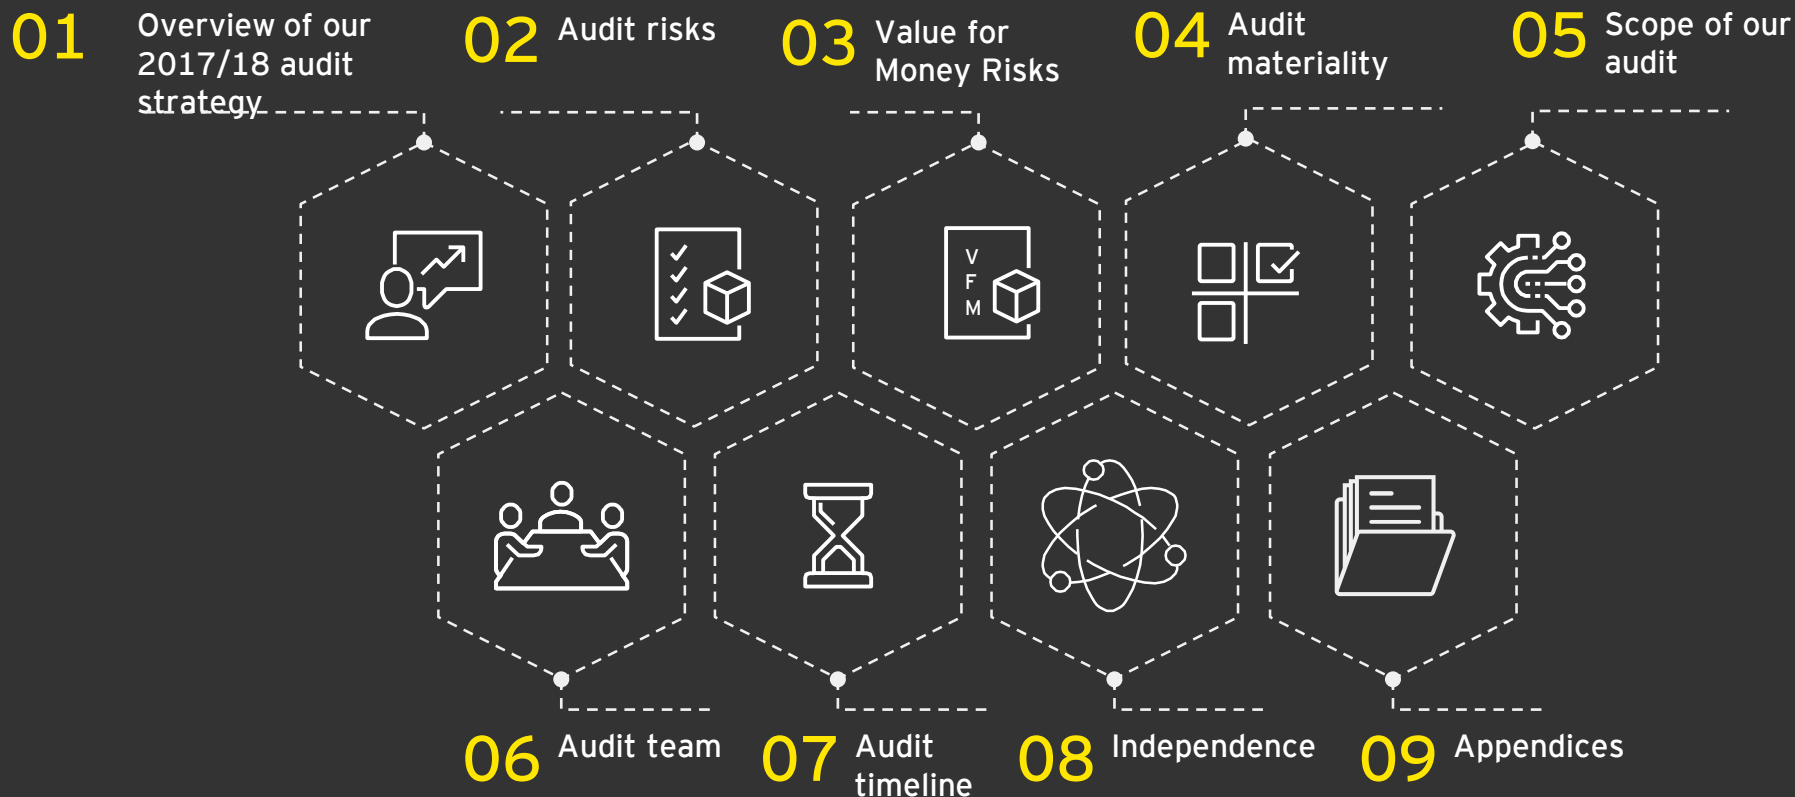 01
Overview of our
2017/18 audit
strategy
02
Audit risks
03
Value for
Money Risks
04
Audit
materiality
05
Scope of our
audit
V
F
M
06
Audit team
07
Audit
timeline
08
Independence
09
Appendices